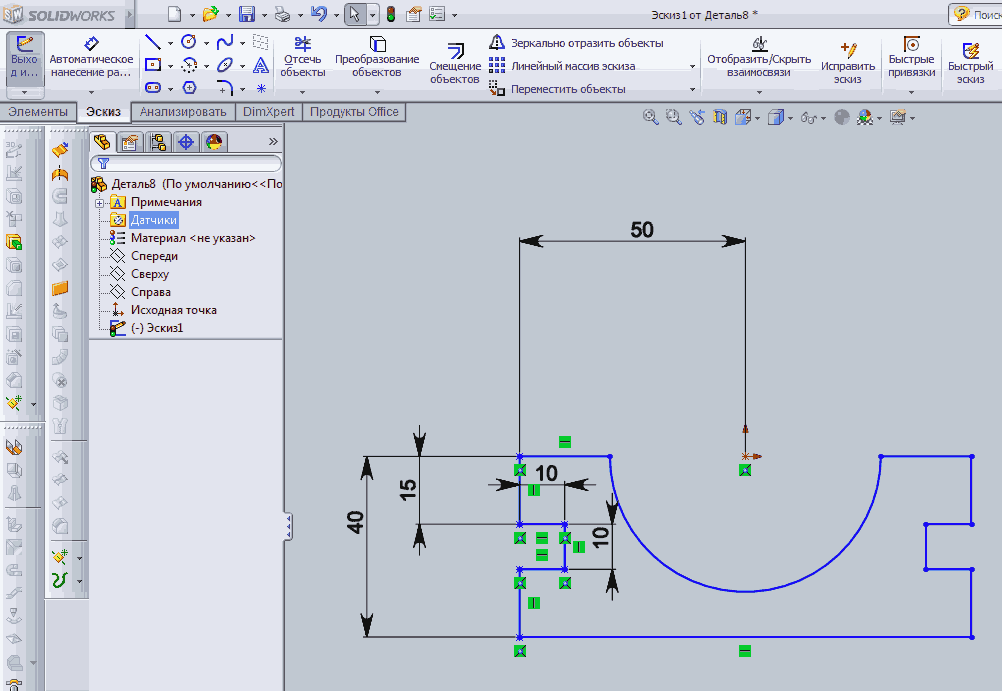 SOLIDWORKS
Эскиз1 от Деталь8 *
Поиск
Выхо
д и...
Автоматическое
нанесение ра...
Отсечь
объекты
Преобразование
объектов
Смещение
объектов
Зеркально отразить объекты
Линейный массив эскиза
Переместить объекты
Отобразить/Скрыть
взаимосвязи
Исправить
эскиз
Быстрые
привязки
Быстрый
эскиз
Элементы
Эскиз
Анализировать
DimXpert
Продукты Office
Деталь8 (По умолчанию<<По
Примечания
Датчики
Материал <не указан>
Спереди
Сверху
Справа
Исходная точка
(-) Эскиз1
50
10
15
40
10